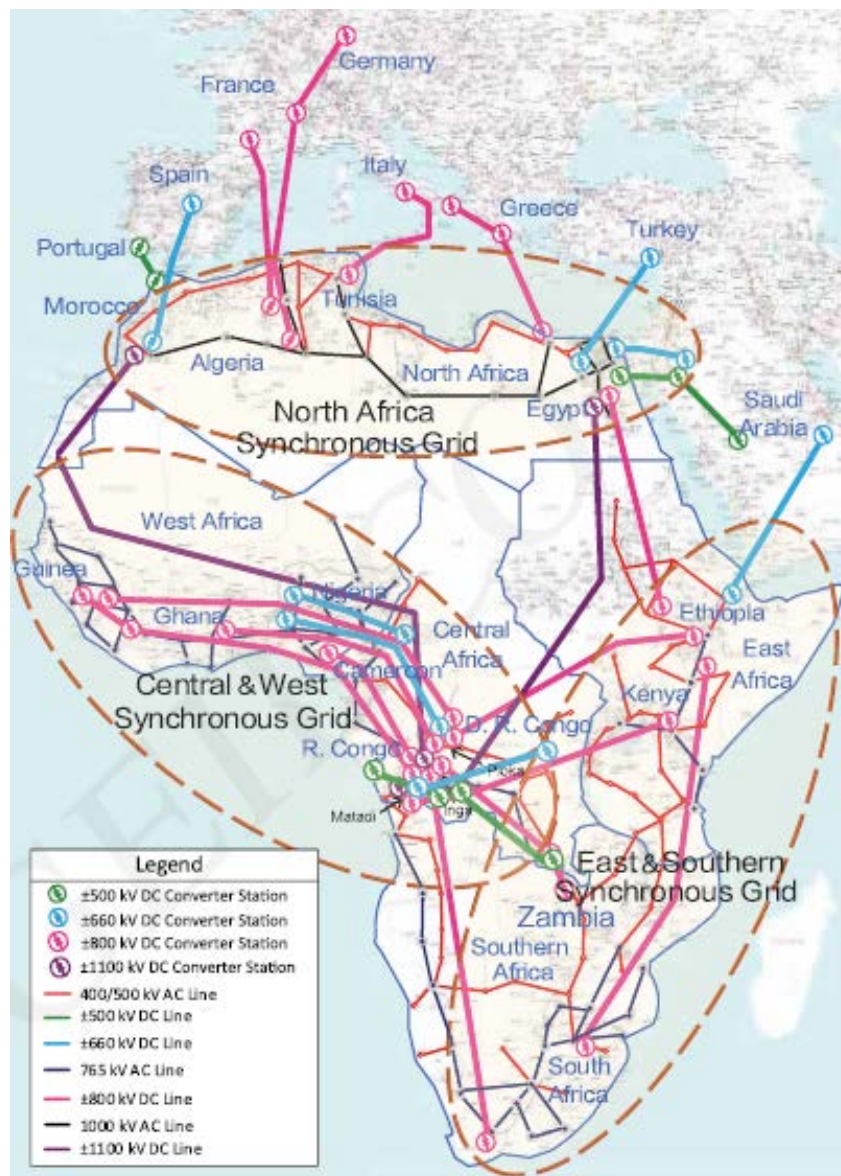 Germany
France
Italy
Spain
Greece
Turkey
Portugal
Morocco
Tunisia
Algeria
North Africa
Egypt
Saudi
Arabia
North Africa
Synchronous Grid
West Africa
Guinea
Nigeria
Ghana
Ethiopia
Central
Africa
East
Africa
Cameroon
Kenya
Central & West
Synchronous Grid
D. R. Congo
R. Congo
Pioka
Matadi
Inga
East & Southern
Synchronous Grid
Zambia
Southern
Africa
South
Africa
Legend
±500 kV DC Converter Station
±660 kV DC Converter Station
±800 kV DC Converter Station
±1100 kV DC Converter Station
400/500 kV AC Line
±500 kV DC Line
±660 kV DC Line
765 kV AC Line
±800 kV DC Line
1000 kV AC Line
±1100 kV DC Line